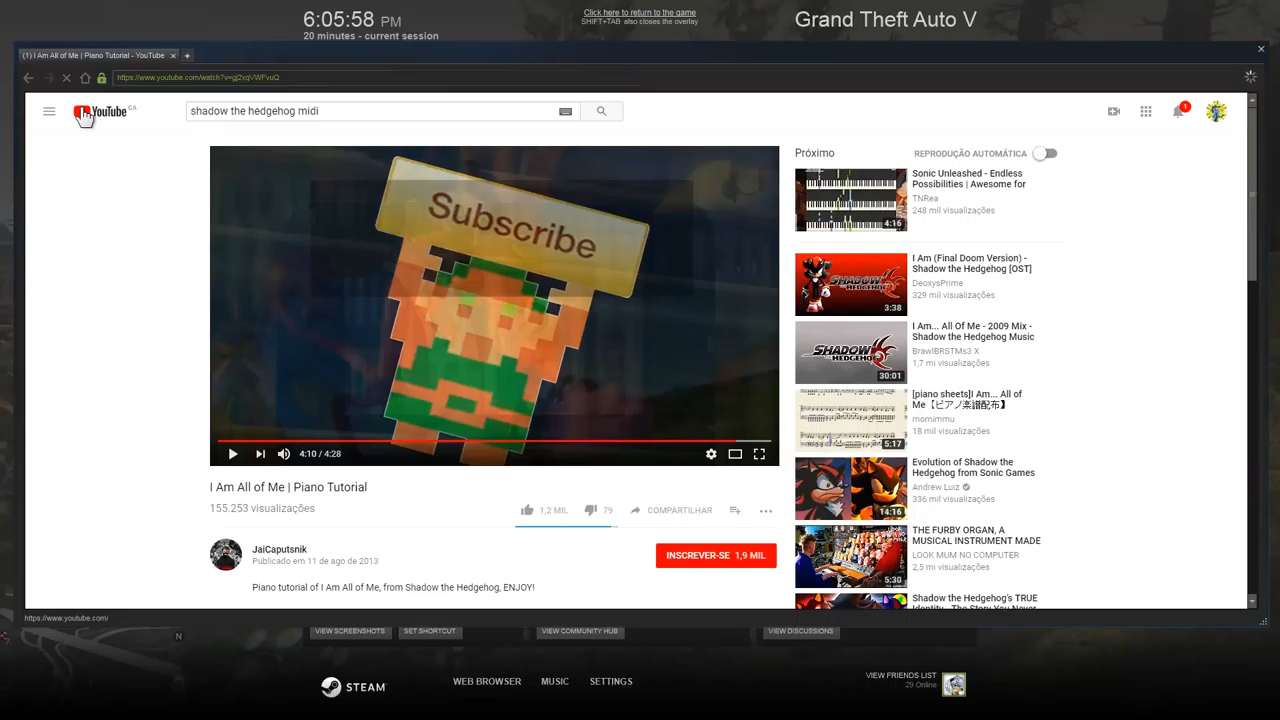 6:05:58 PM
20 minutes - current session
Click here to return to the game
SHIFT+TAB also closes the overlay
Grand Theft Auto V
(1) I Am All of Me | Piano Tutorial - YouTube
YouTube CA
shadow the hedgehog midi
1
Subscribe
4:10 / 4:28
I Am All of Me | Piano Tutorial
155.253 visualizações
1,2 MIL
79
COMPARTILHAR
JaiCaputsnik
Publicado em 11 de ago de 2013
INSCREVER-SE 1,9 MIL
Piano tutorial of I Am All of Me, from Shadow the Hedgehog, ENJOY!
Próximo
REPRODUÇÃO AUTOMÁTICA
4:16
Sonic Unleashed - Endless
Possibilities | Awesome for
TNRea
248 mil visualizações
3:38
I Am (Final Doom Version) -
Shadow the Hedgehog [OST]
DeoxysPrime
329 mil visualizações
30:01
I Am... All Of Me - 2009 Mix -
Shadow the Hedgehog Music
BrawlBRSTMs3 X
1,7 mi visualizações
5:17
[piano sheets]I Am... All of
Me【ピアノ楽譜配布】
momimmu
18 mil visualizações
14:16
Evolution of Shadow the
Hedgehog from Sonic Games
Andrew Luiz
336 mil visualizações
5:30
THE FURBY ORGAN, A
MUSICAL INSTRUMENT MADE
LOOK MUM NO COMPUTER
2,5 mi visualizações
Shadow the Hedgehog's TRUE
Identity - The Story You Never
https://www.youtube.com/
VIEW SCREENSHOTS
SET SHORTCUT
VIEW COMMUNITY HUB
VIEW DISCUSSIONS
N
STEAM
WEB BROWSER
MUSIC
SETTINGS
VIEW FRIENDS LIST
29 Online